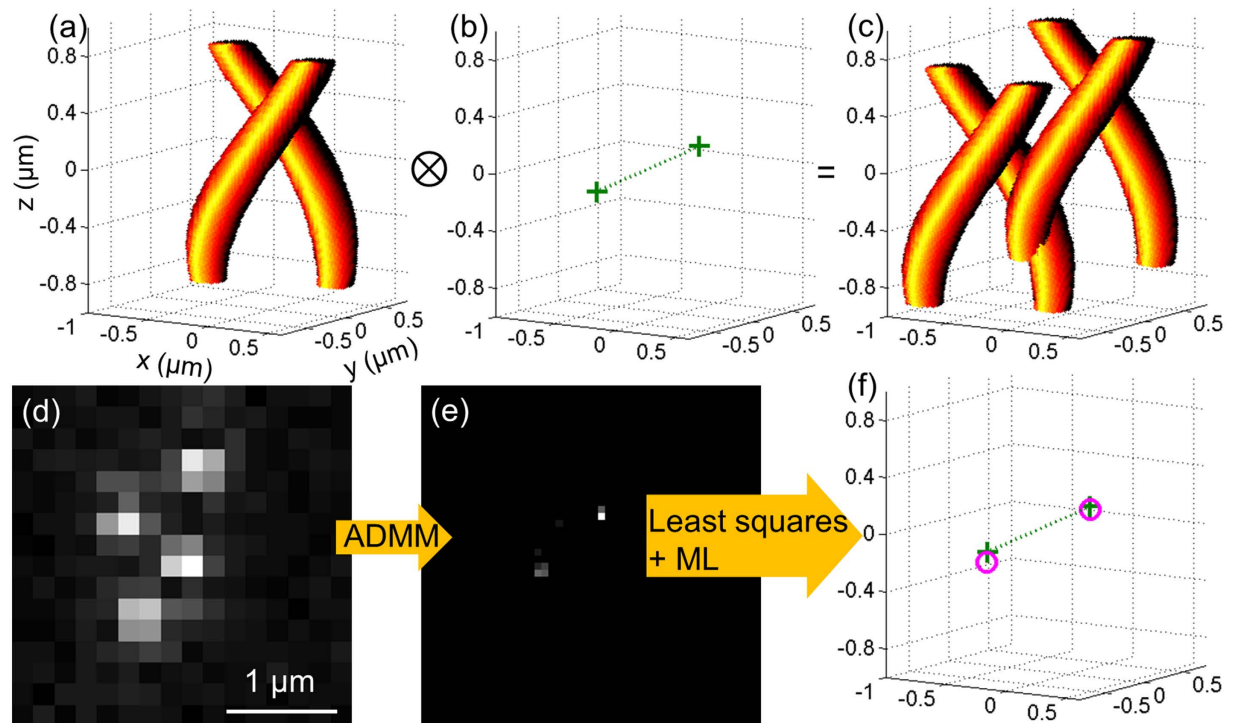 (a) (b) (c)
0.8 0.8 0.8
0.4 0.4 0.4
z (μm) 0 0 ⊗ 0 =
-0.4 -0.4 -0.4
-0.8 -0.8 -0.8
-1 -0.5 0 0.5 -0.5 0 0.5
x (μm) y (μm)
-1 -0.5 0 0.5 -0.5 0 0.5
-1 -0.5 0 0.5 -0.5 0 0.5
(d)
1 μm
ADMM
(e)
Least squares
+ ML
(f)
0.8
0.4
0
-0.4
-0.8
-1 -0.5 0 0.5 -0.5 0 0.5